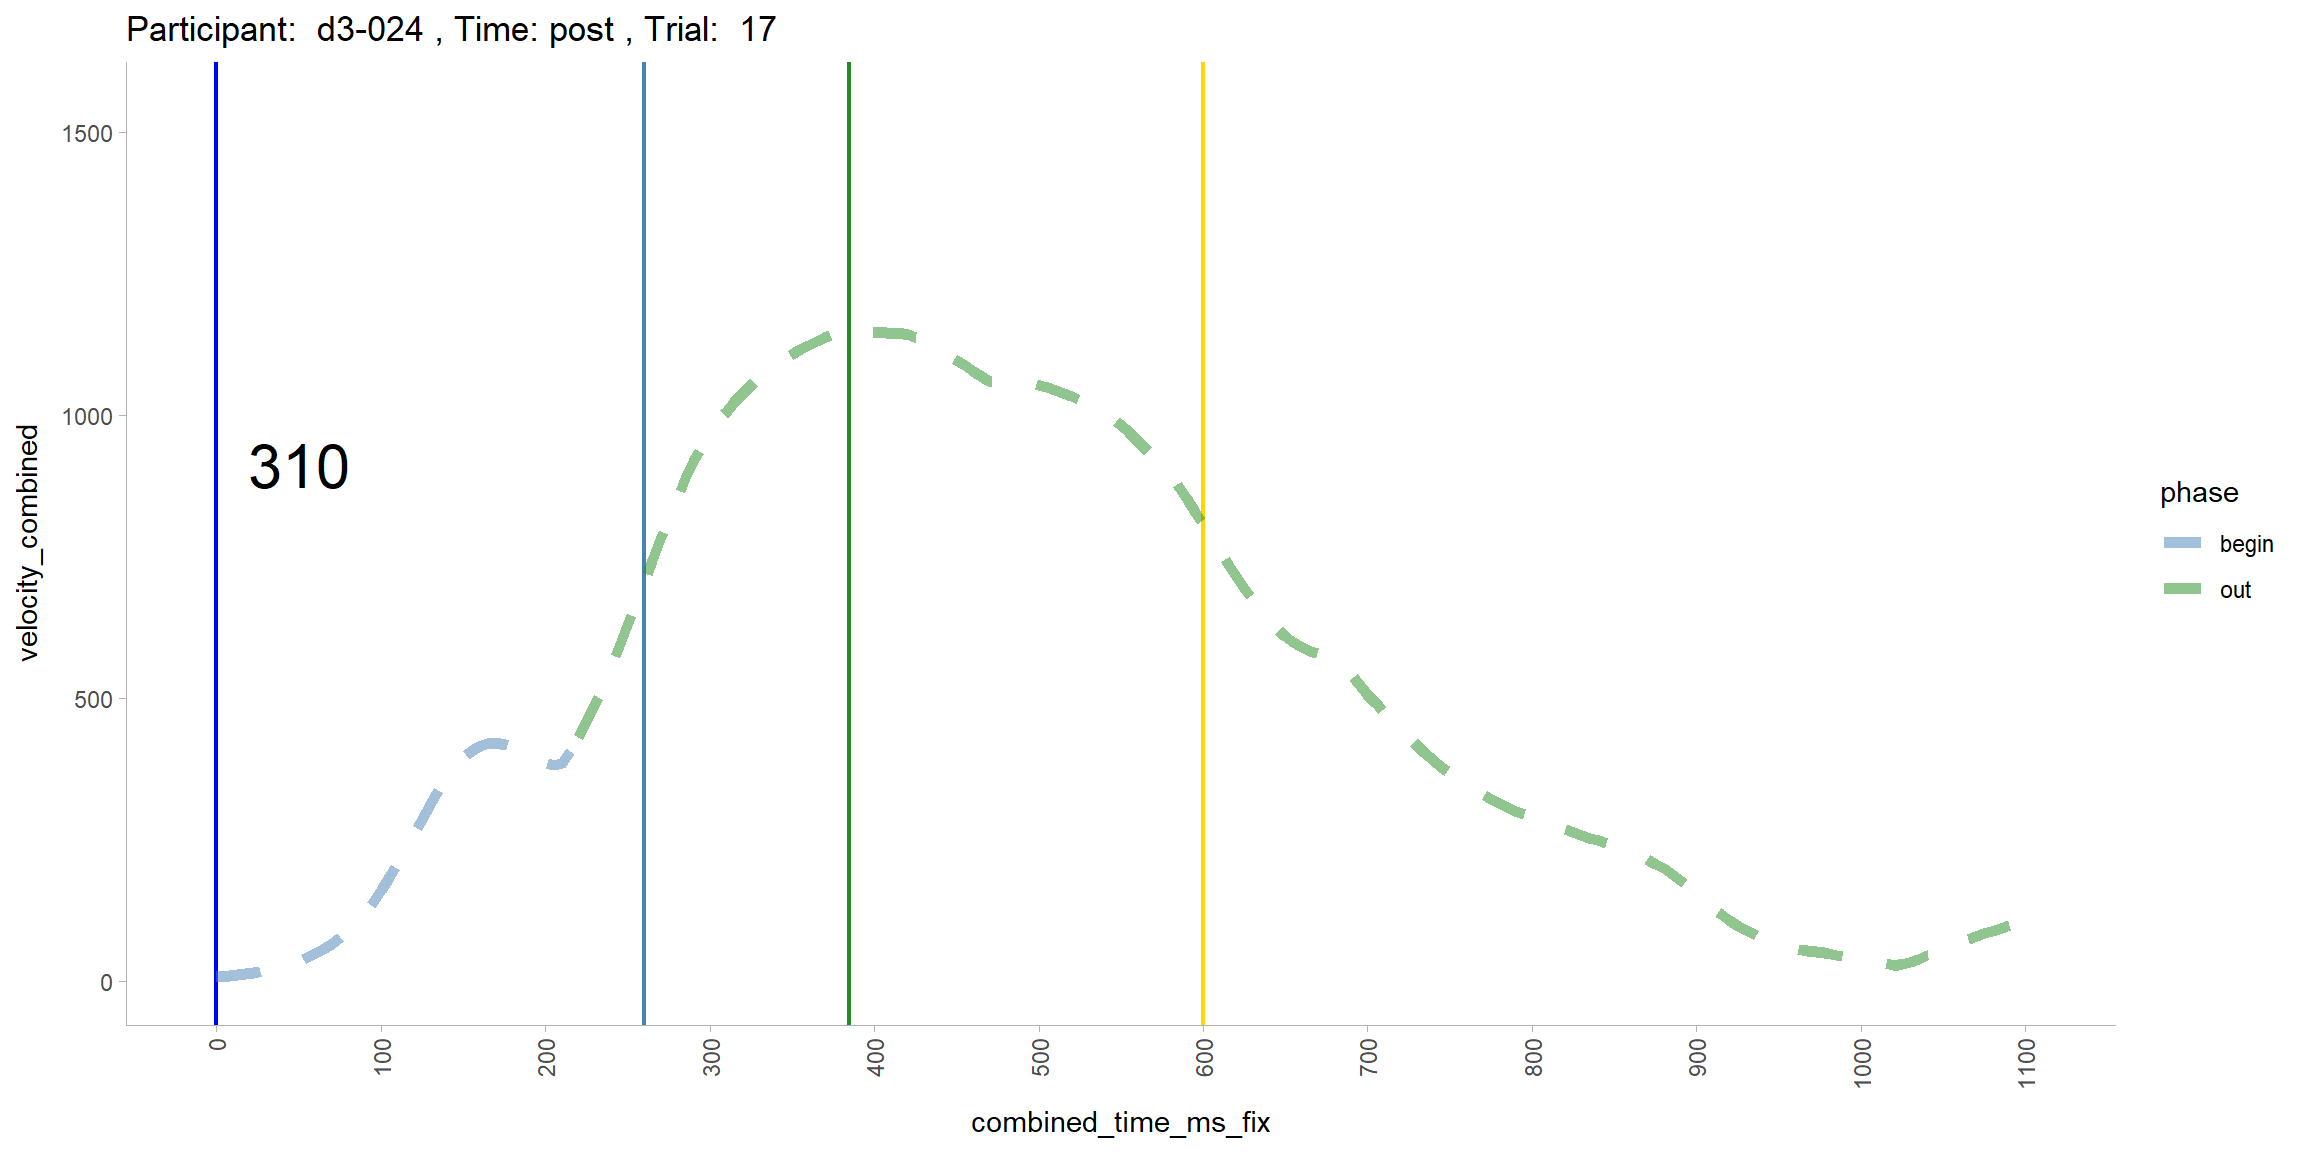 Participant:  d3-024 , Time: post , Trial:  17
1500
1000
500
0
velocity_combined
310
0
100
200
300
400
500
600
700
800
900
1000
1100
combined_time_ms_fix
phase
begin
out